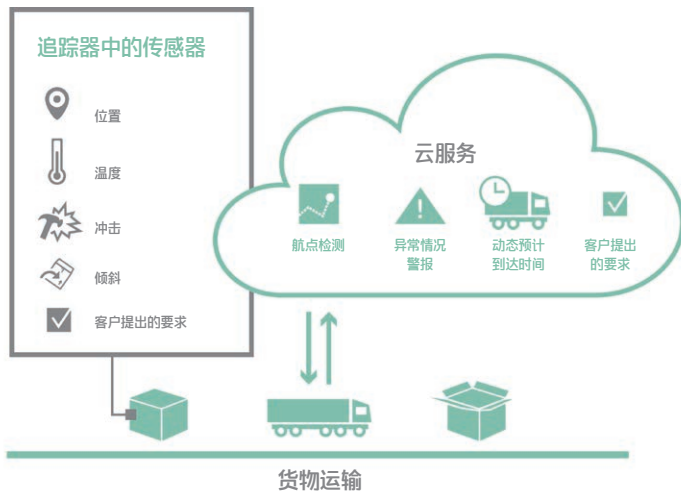 追踪器中的传感器
位置
温度
冲击
倾斜
客户提出的要求
云服务
航点检测
异常情况
警报
动态预计
到达时间
客户提出
的要求
货物运输